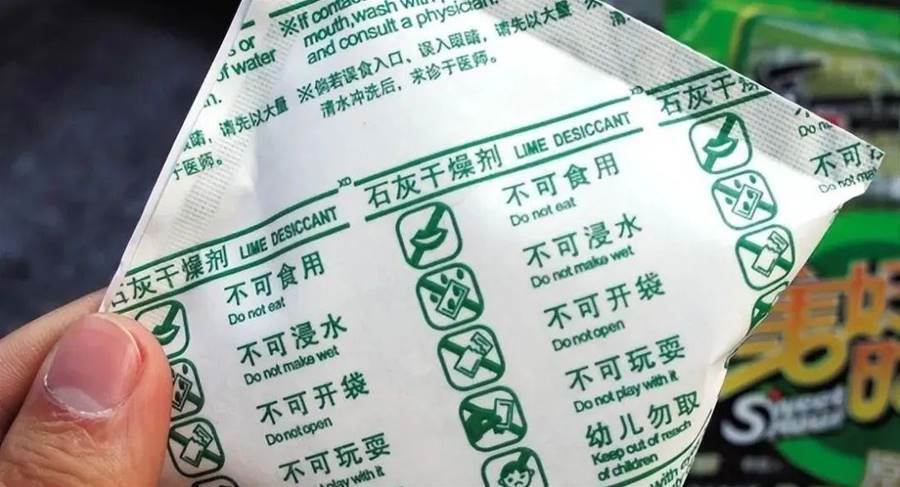 ※If contac
mouth, wash with
and consult a physician.
※倘若误食入口，误入眼睛，请先以大量
清水冲洗后，求诊于医师。
s or
of water
眼睛，请先以大量
于医师。
石灰干燥剂 LIME DESICCANT
不可食用
Do not eat
不可浸水
Do not make wet
不可开袋
Do not open
不可玩耍
not play with it
石灰干燥剂 LIME DESICCANT
不可食用
Do not eat
不可浸水
Do not make wet
不可开袋
Do not open
不可玩耍
Do not play with it
幼儿勿取
Keep out of reach
of children
石灰干燥
不可
Do not ma